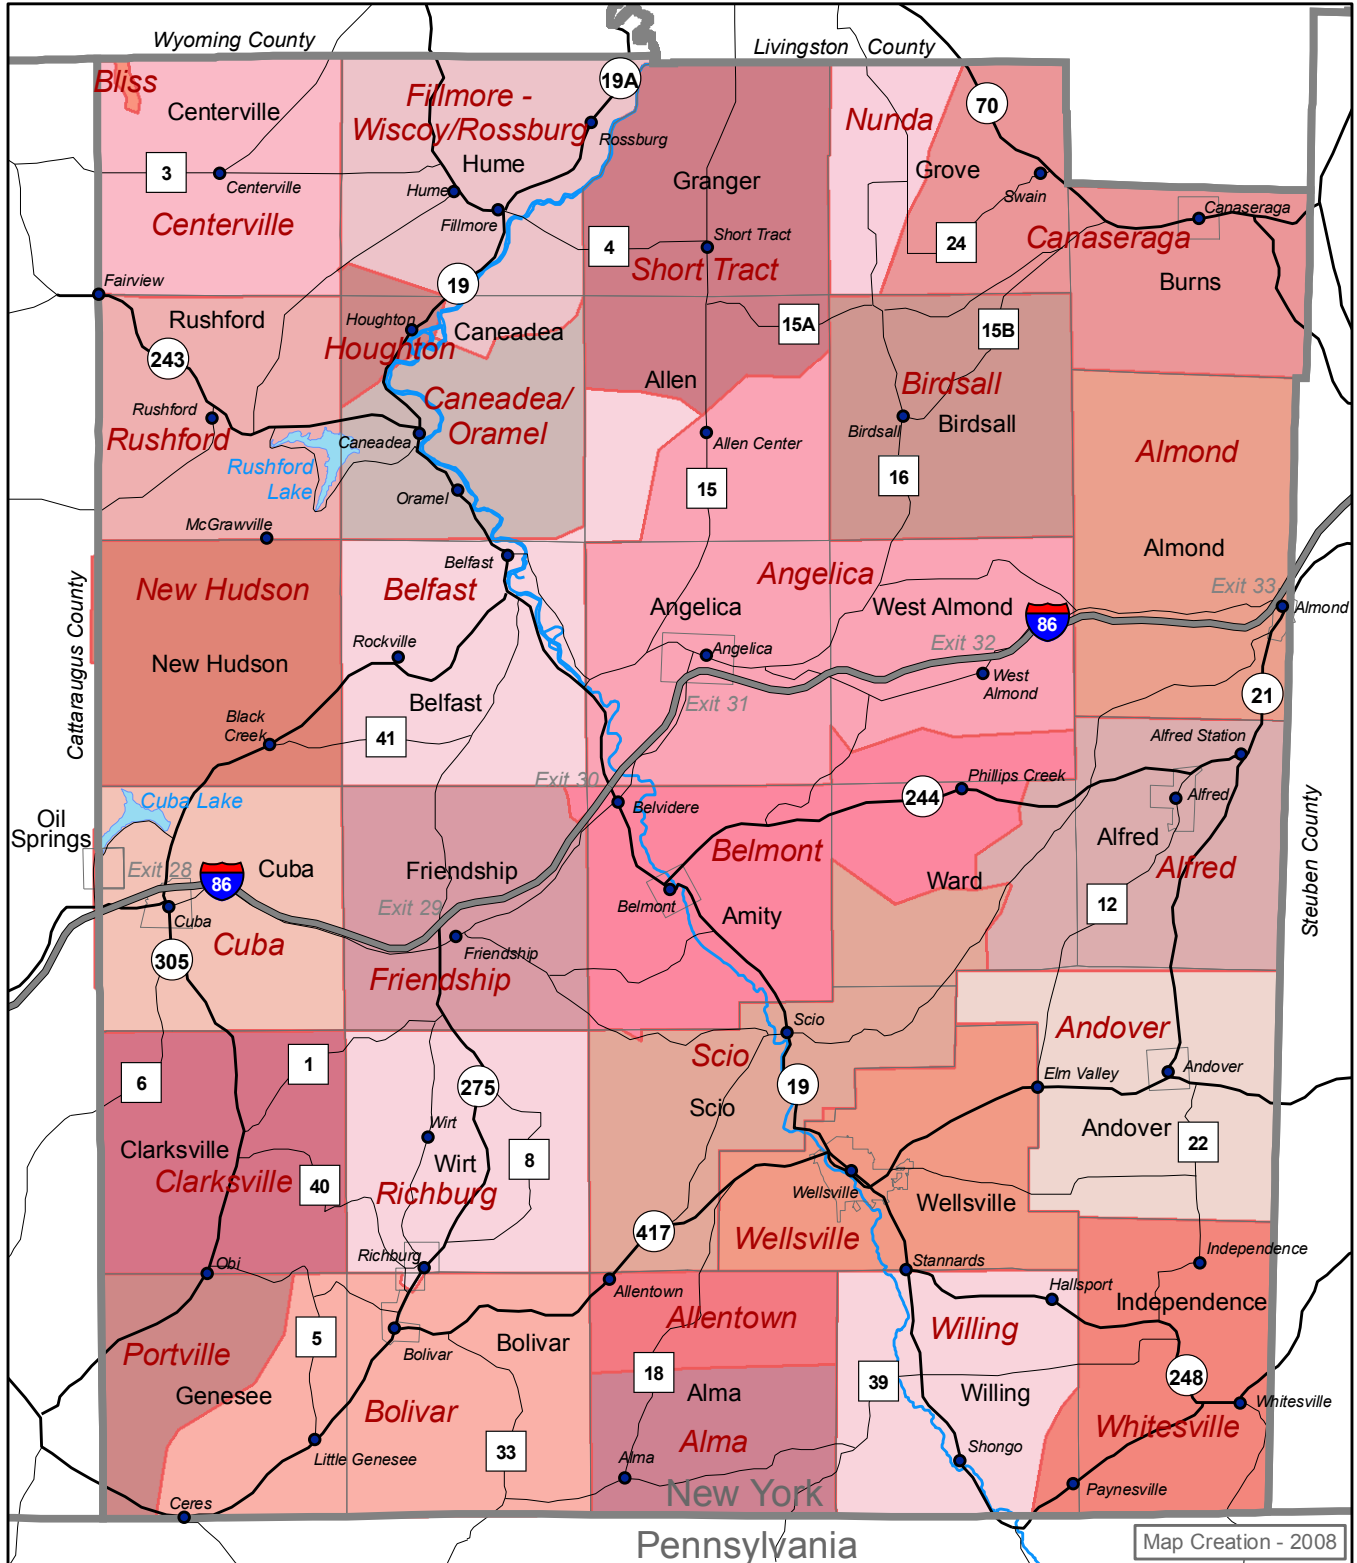 Wyoming County
Livingston County
Bliss
Centerville
3
Centerville
Centerville
Fillmore -
Wiscoy/Rossburg
Hume
19A
Rossburg
Hume
Fillmore
Granger
4
Short Tract
Short Tract
Nunda
70
Grove
Swain
24
Canaseraga
Canaseraga
Burns
Fairview
Rushford
243
19
Houghton
Houghton
Caneadea
15A
15B
Allen
Birdsall
Birdsall
Birdsall
Rushford
Rushford
Caneadea/
Oramel
Caneadea
Rushford
Lake
Oramel
Allen Center
15
16
Almond
Almond
McGrawville
Belfast
Cattaraugus County
New Hudson
New Hudson
Belfast
Rockville
Belfast
Black
Creek
41
Angelica
Angelica
Angelica
West Almond
86
Exit 33
Almond
Exit 32
West
Almond
Exit 31
21
Alfred Station
Exit 30
Phillips Creek
244
Belvidere
Alfred
Alfred
Alfred
12
Steuben County
Cuba Lake
Oil
Springs
Exit 28
86
Cuba
Cuba
Cuba
305
Friendship
Exit 29
Friendship
Friendship
Belmont
Belmont
Amity
Ward
Scio
Scio
Scio
19
Andover
Elm Valley
Andover
Andover
22
6
1
275
Clarksville
Clarksville
40
Wirt
Wirt
8
Richburg
Richburg
417
Wellsville
Wellsville
Wellsville
Obi
Allentown
Allentown
Stannards
Independence
Hallsport
Independence
Portville
Genesee
5
Bolivar
Bolivar
Bolivar
Little Genesee
33
18
Alma
Alma
Alma
Willing
39
Willing
248
Whitesville
Whitesville
Shongo
Paynesville
Ceres
New York
Pennsylvania
Map Creation - 2008